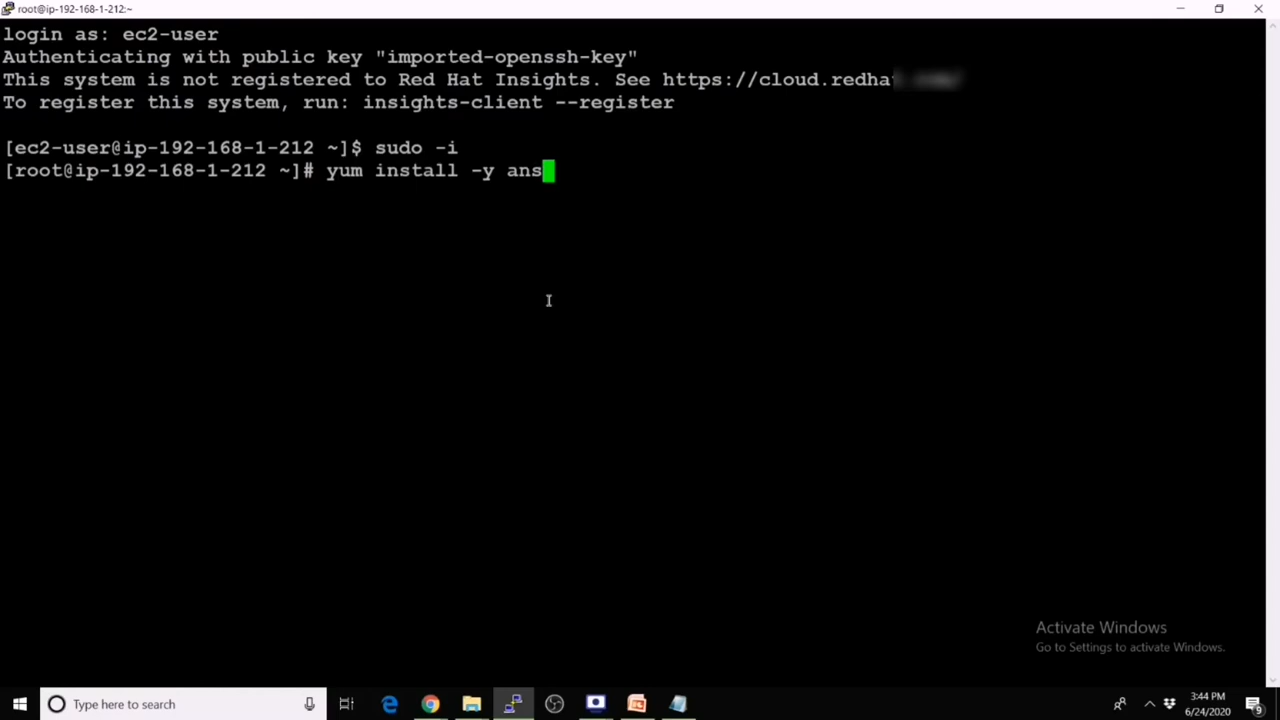 root@ip-192-168-1-212:~
login as: ec2-user
Authenticating with public key "imported-openssh-key"
This system is not registered to Red Hat Insights. See https://cloud.redha
To register this system, run: insights-client --register
[ec2-user@ip-192-168-1-212 ~]$ sudo -i
[root@ip-192-168-1-212 ~]# yum install -y ans
Activate Windows
Go to Settings to activate Windows.
Type here to search
3:44 PM
6/24/2020
9